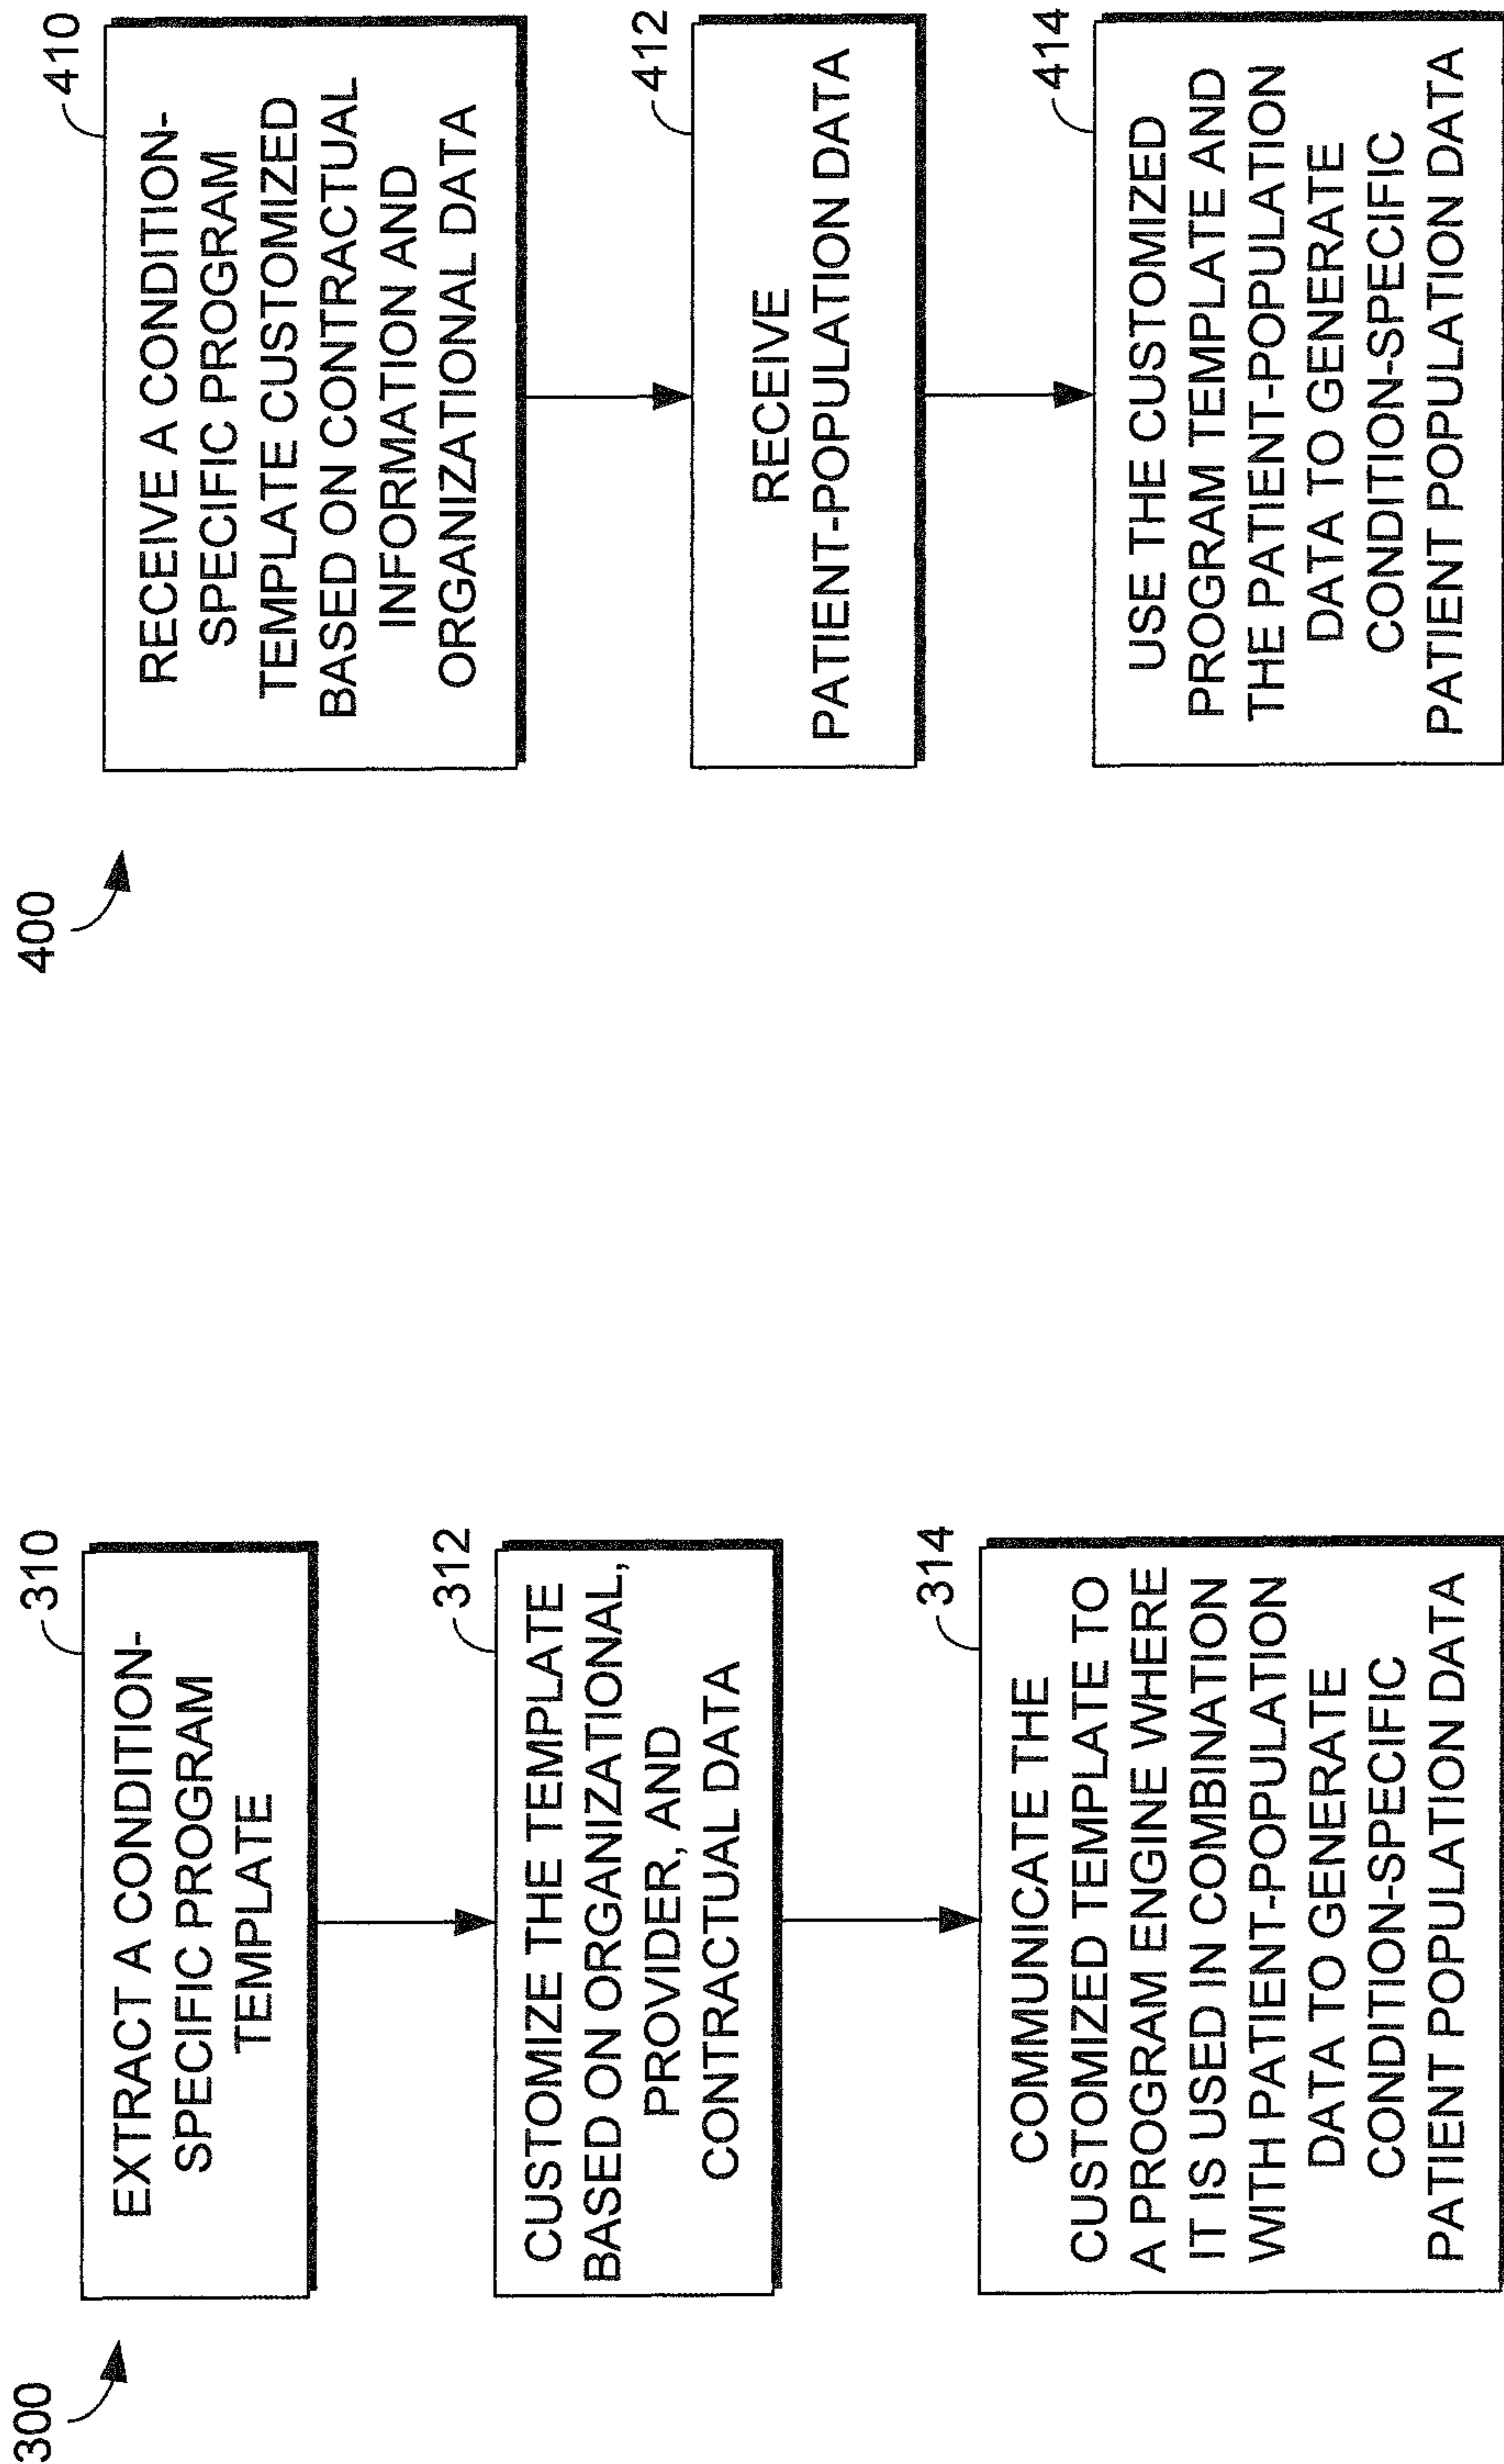 300
310
EXTRACT A CONDITION-
SPECIFIC PROGRAM
TEMPLATE
312
CUSTOMIZE THE TEMPLATE
BASED ON ORGANIZATIONAL,
PROVIDER, AND
CONTRACTUAL DATA
314
COMMUNICATE THE
CUSTOMIZED TEMPLATE TO
A PROGRAM ENGINE WHERE
IT IS USED IN COMBINATION
WITH PATIENT-POPULATION
DATA TO GENERATE
CONDITION-SPECIFIC
PATIENT POPULATION DATA
400
410
RECEIVE A CONDITION-
SPECIFIC PROGRAM
TEMPLATE CUSTOMIZED
BASED ON CONTRACTUAL
INFORMATION AND
ORGANIZATIONAL DATA
412
RECEIVE
PATIENT-POPULATION DATA
414
USE THE CUSTOMIZED
PROGRAM TEMPLATE AND
THE PATIENT-POPULATION
DATA TO GENERATE
CONDITION-SPECIFIC
PATIENT POPULATION DATA